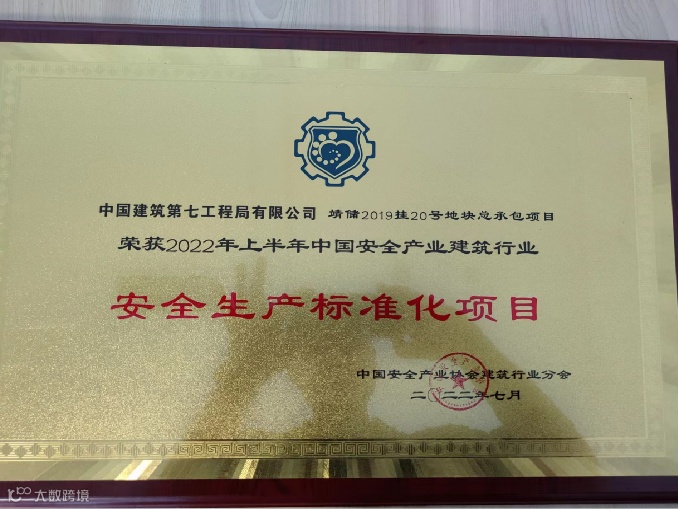 中国建筑第七工程局有限公司 靖储2019挂20号地块总承包项目
荣获2022年上半年中国安全产业建筑行业
安全生产标准化项目
中国安全产业协会建筑行业分会
二〇二二年七月
大数跨境